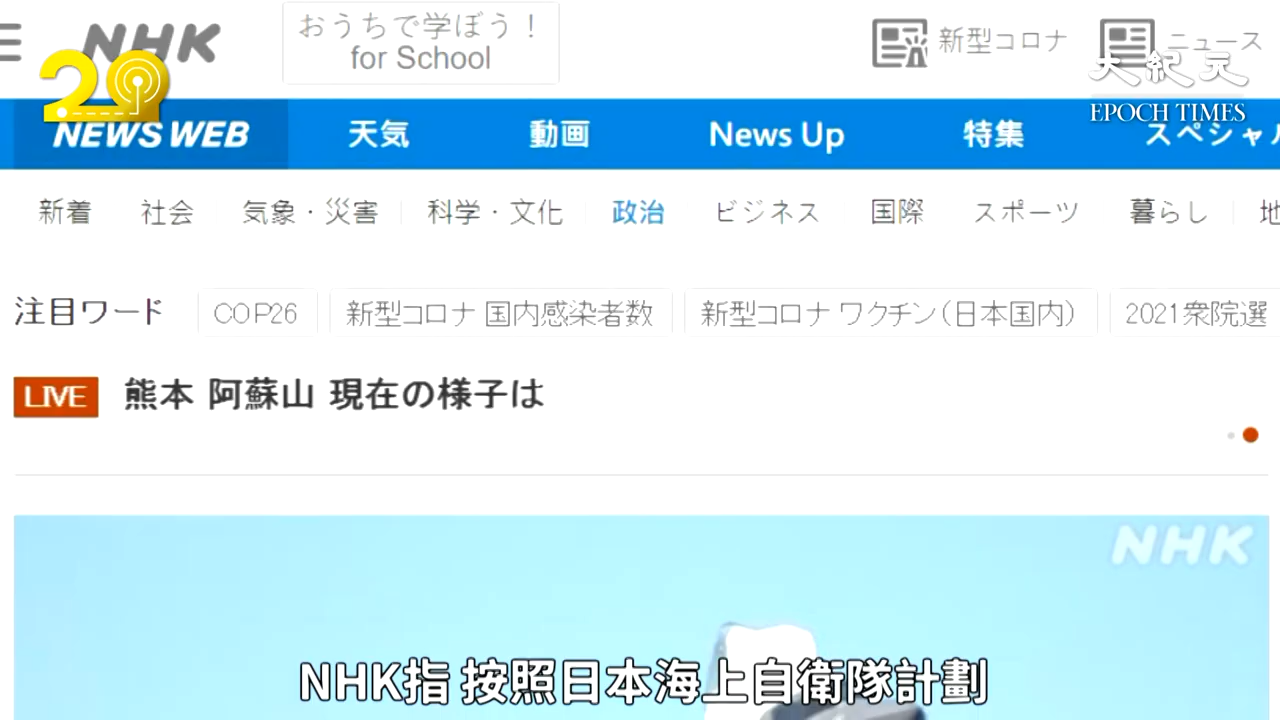 NHK
おうちで学ぼう!
for School
新型コロナ
ニュース
大紀元
EPOCH TIMES
20
NEWS WEB 天気 動画 News Up 特集 スペシャル
新着 社会 気象・災害 科学・文化 政治 ビジネス 国際 スポーツ 暮らし 地
注目ワード COP26 新型コロナ 国内感染者数 新型コロナ ワクチン(日本国内) 2021衆院選
LIVE 熊本 阿蘇山 現在の様子は
NHK
NHK指 按照日本海上自衛隊計劃